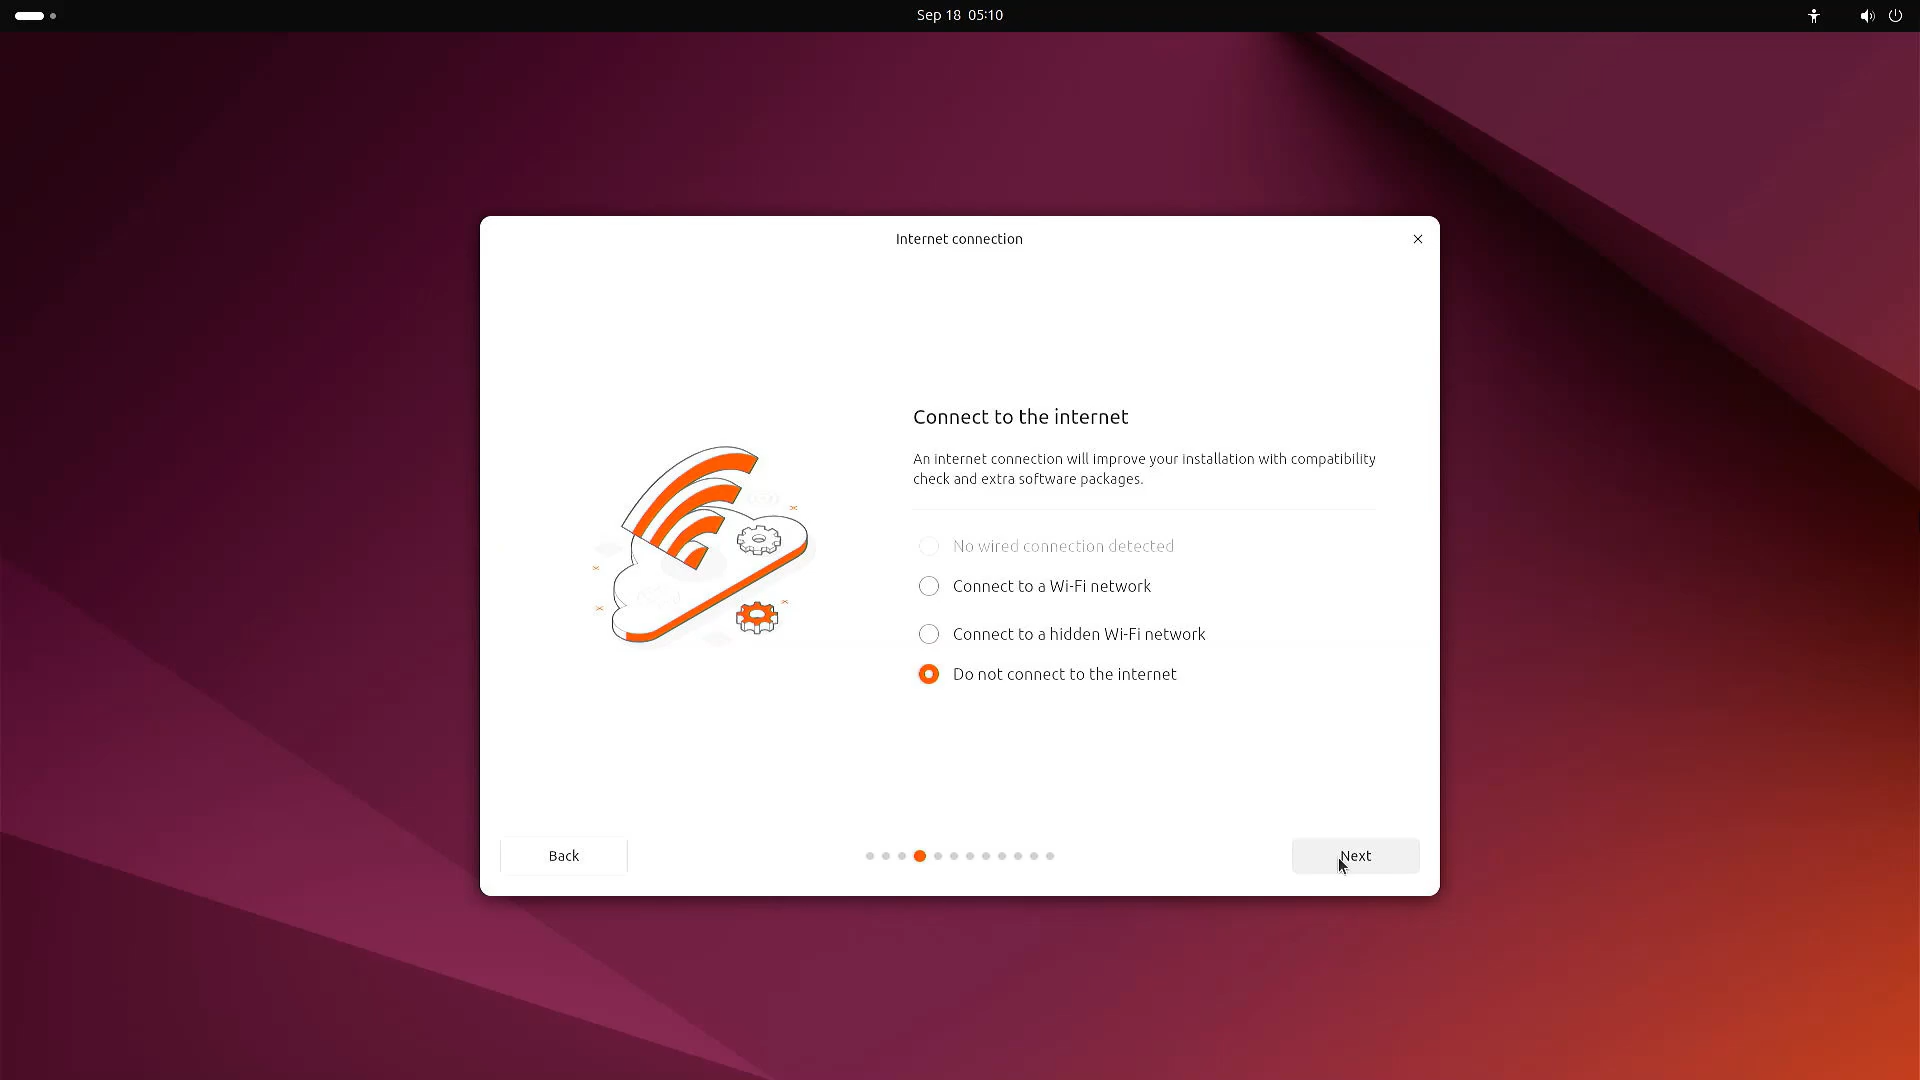 Sep 18 05:10
Internet connection
Connect to the internet
An internet connection will improve your installation with compatibility
check and extra software packages.
No wired connection detected
Connect to a Wi-Fi network
Connect to a hidden Wi-Fi network
Do not connect to the internet
Back
Next